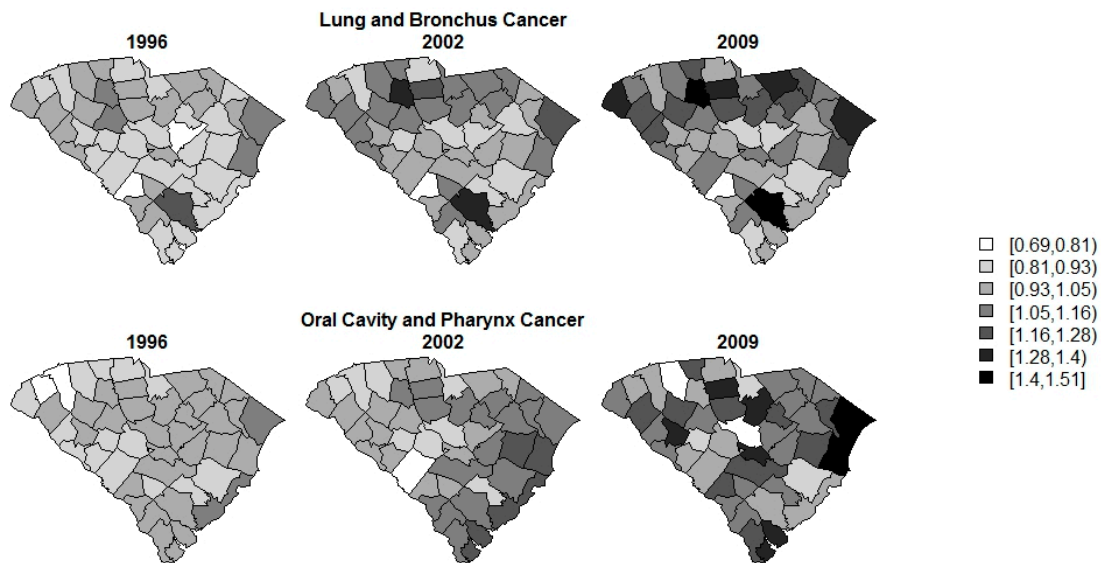 Lung and Bronchus Cancer
1996 2002 2009
[0.69,0.81)
[0.81,0.93)
[0.93,1.05)
[1.05,1.16)
[1.16,1.28)
[1.28,1.4)
[1.4,1.51]
Oral Cavity and Pharynx Cancer
1996 2002 2009